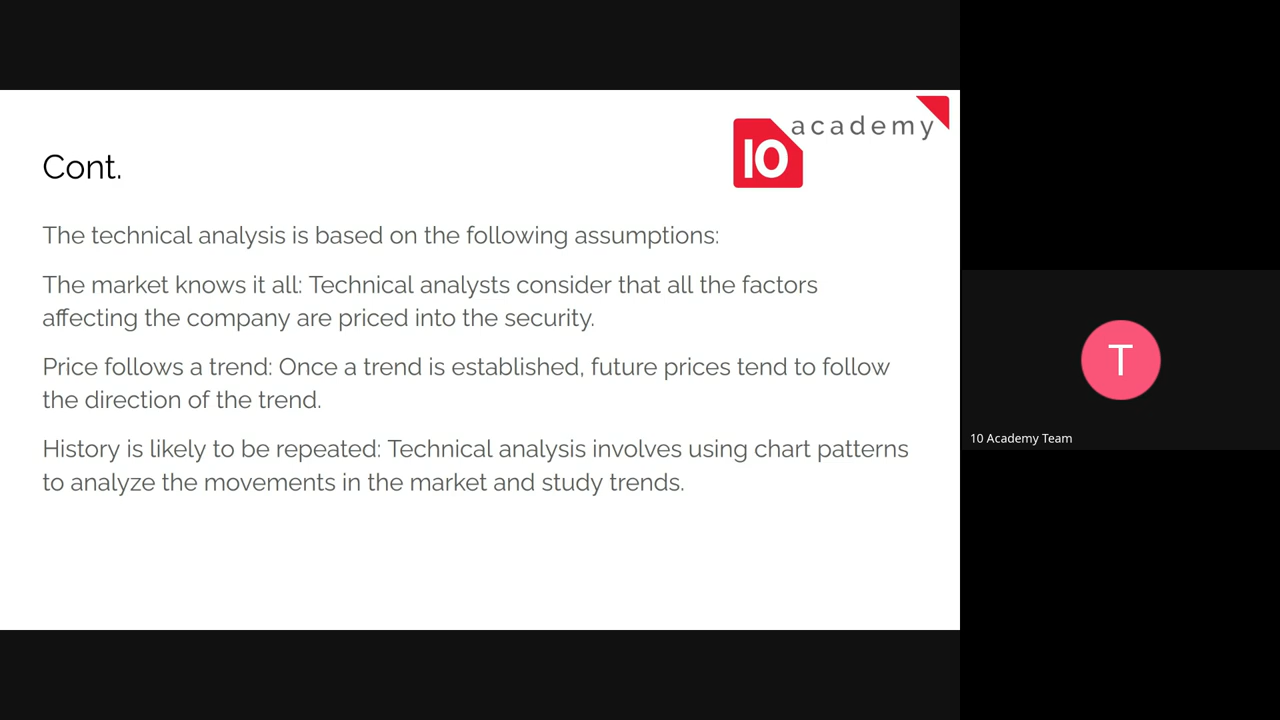 academy
10
Cont.
The technical analysis is based on the following assumptions:
The market knows it all: Technical analysts consider that all the factors
affecting the company are priced into the security.
Price follows a trend: Once a trend is established, future prices tend to follow
the direction of the trend.
History is likely to be repeated: Technical analysis involves using chart patterns
to analyze the movements in the market and study trends.
T
10 Academy Team